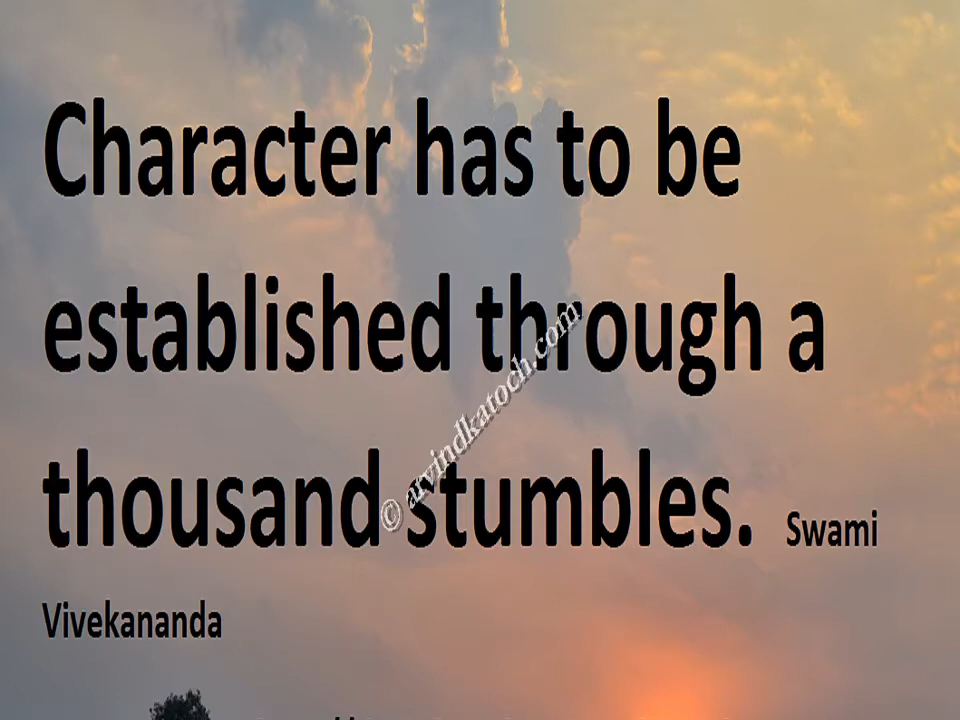 Character has to be
established through a
thousand stumbles. Swami
Vivekananda
© arvindkatoch.com